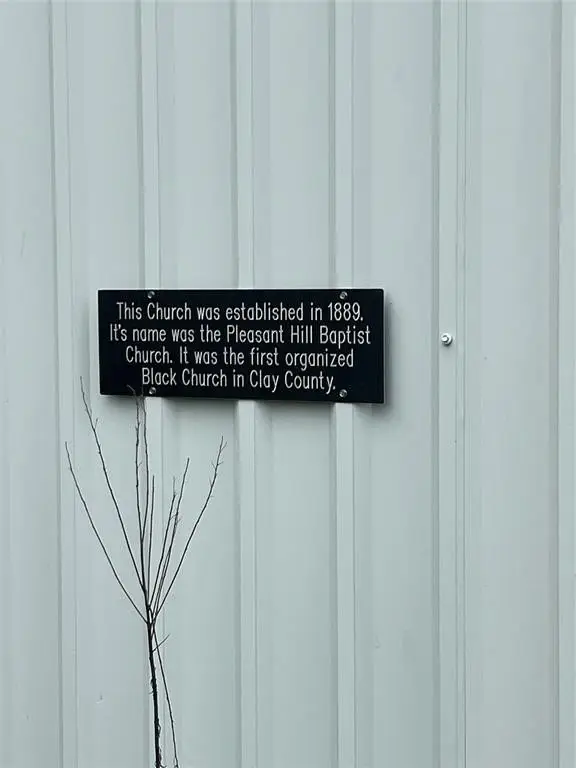 This Church was established in 1889.
It's name was the Pleasant Hill Baptist
Church. It was the first organized
Black Church in Clay County.